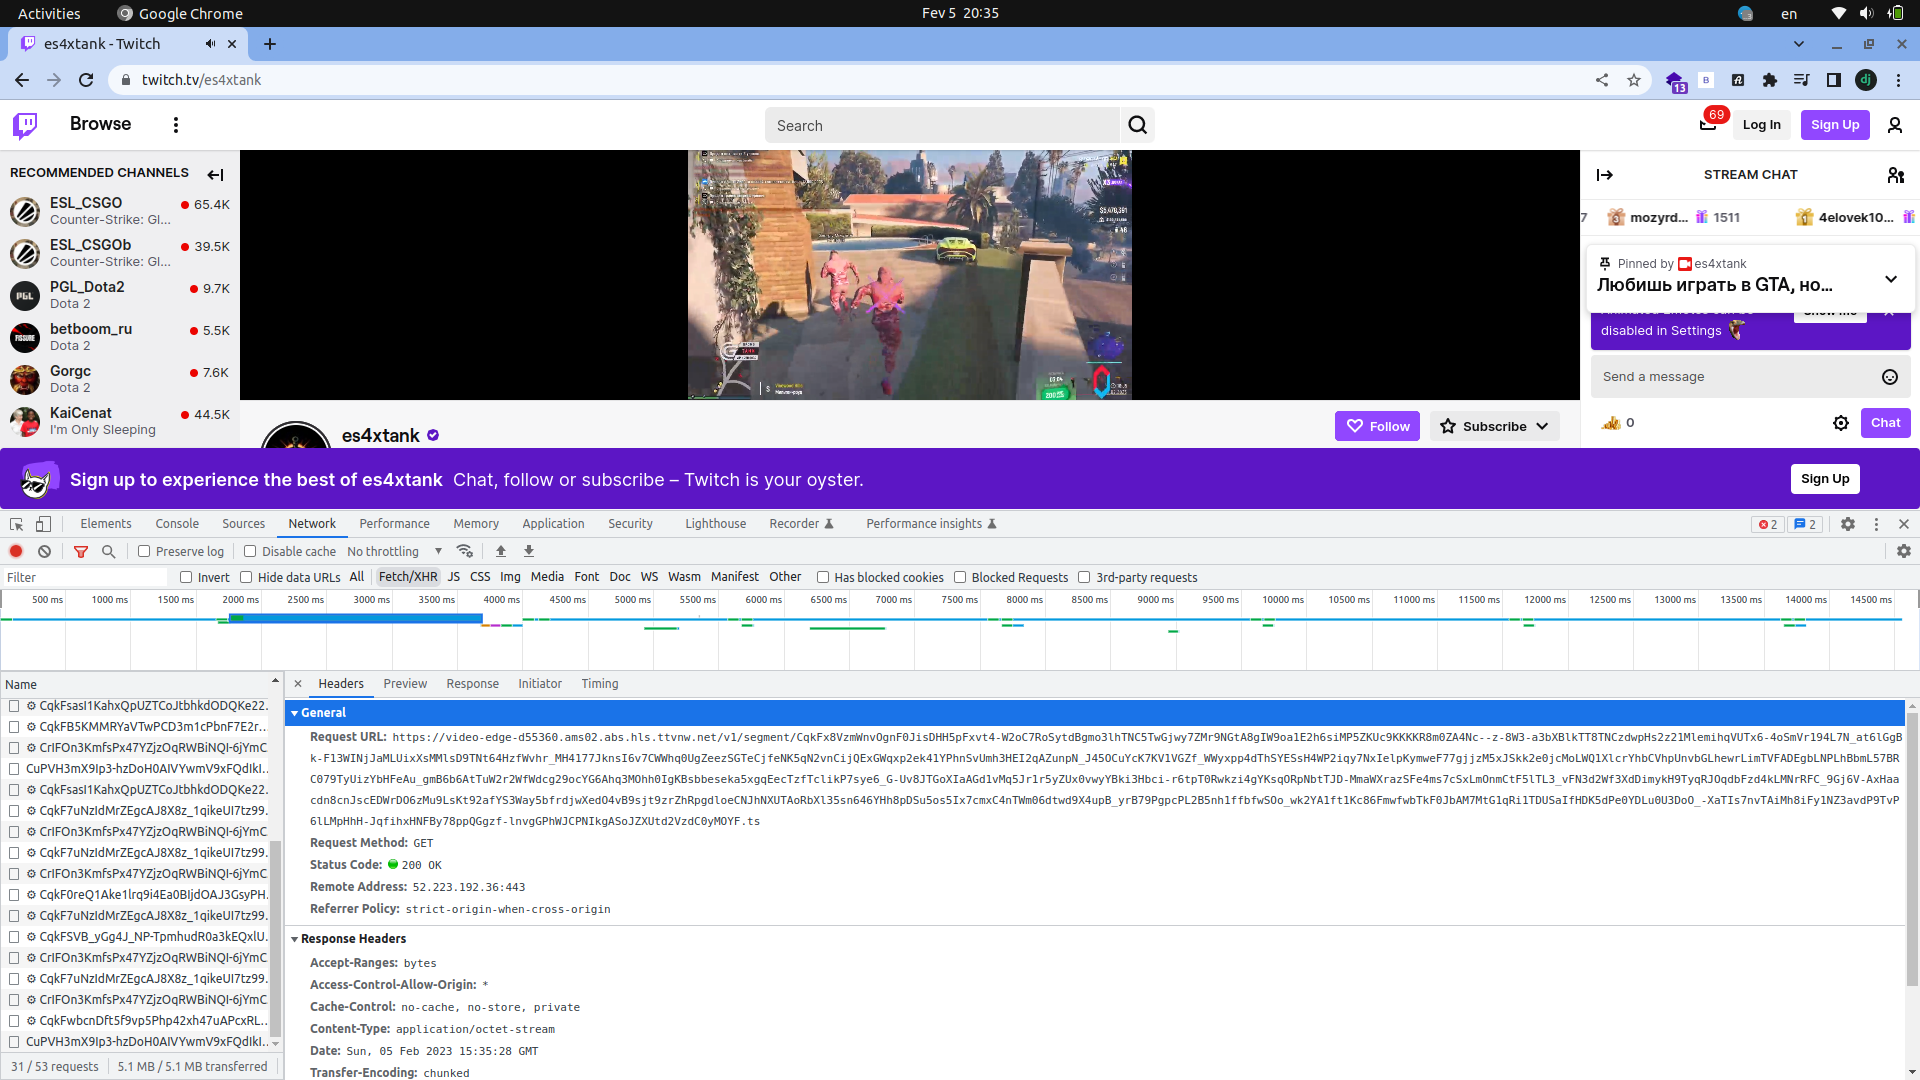 Activities
Google Chrome
Fev 5 20:35
en
es4xtank - Twitch
twitch.tv/es4xtank
13
B
dj
Browse
Search
69
Log In
Sign Up
RECOMMENDED CHANNELS
ESL_CSGO
65.4K
Counter-Strike: Gl...
ESL_CSGOb
39.5K
Counter-Strike: Gl...
PGL_Dota2
9.7K
Dota 2
betboom_ru
5.5K
Dota 2
Gorgc
7.6K
Dota 2
KaiCenat
44.5K
I'm Only Sleeping
STREAM CHAT
7
mozyrd...
1511
4elovek10...
Pinned by es4xtank
Любишь играть в GTA, но...
disabled in Settings
Send a message
0
Chat
es4xtank
Follow
Subscribe
Sign up to experience the best of es4xtank Chat, follow or subscribe – Twitch is your oyster.
Sign Up
Elements Console Sources Network Performance Memory Application Security Lighthouse Recorder Performance insights
2
2
Preserve log
Disable cache
No throttling
Filter
Invert
Hide data URLs
All Fetch/XHR JS CSS Img Media Font Doc WS Wasm Manifest Other
Has blocked cookies
Blocked Requests
3rd-party requests
500 ms 1000 ms 1500 ms 2000 ms 2500 ms 3000 ms 3500 ms 4000 ms 4500 ms 5000 ms 5500 ms 6000 ms 6500 ms 7000 ms 7500 ms 8000 ms 8500 ms 9000 ms 9500 ms 10000 ms 10500 ms 11000 ms 11500 ms 12000 ms 12500 ms 13000 ms 13500 ms 14000 ms 14500 ms
Name
CqkFsasI1KahxQpUZTCoJtbhkdODQKe22...
CqkFB5KMMRYaVTwPCD3m1cPbnF7E2r...
CrIFOn3KmfsPx47YZjzOqRWBiNQI-6jYmC
CuPVH3mX9Ip3-hzDoH0AIVYwmV9xFQdIkI...
CqkFsasI1KahxQpUZTCoJtbhkdODQKe22...
CqkF7uNzIdMrZEgcAJ8X8z_1qikeUI7tz99...
CrIFOn3KmfsPx47YZjzOqRWBiNQI-6jYmC
CqkF7uNzIdMrZEgcAJ8X8z_1qikeUI7tz99...
CrIFOn3KmfsPx47YZjzOqRWBiNQI-6jYmC
CqkF0reQ1Ake1lrq9i4Ea0BIjdOAJ3GsyPH...
CqkF7uNzIdMrZEgcAJ8X8z_1qikeUI7tz99...
CqkFSVB_yGg4J_NP-TpmhudR0a3kEQxlU...
CrIFOn3KmfsPx47YZjzOqRWBiNQI-6jYmC
CqkF7uNzIdMrZEgcAJ8X8z_1qikeUI7tz99...
CrIFOn3KmfsPx47YZjzOqRWBiNQI-6jYmC
CqkFwbcnDft5f9vp5Php42xh47uAPcxRL...
CuPVH3mX9Ip3-hzDoH0AIVYwmV9xFQdIkI...
31 / 53 requests
5.1 MB / 5.1 MB transferred
Headers Preview Response Initiator Timing
General
Request URL: https://video-edge-d55360.ams02.abs.hls.ttvnw.net/v1/segment/CqkFx8VzmWnvOgnF0JisDHH5pFxvt4-W2oC7RoSytdBgmo3lhTNC5TwGjwy7ZMr9NGtA8gIW9oa1E2h6siMP5ZKUc9KKKKR8m0ZA4Nc--z-8W3-a3bXBlkTT8TNCzdwpHs2z21MlemihqVUTx6-4oSmVr194L7N_at6lGgB
Request Method: GET
Status Code: 200 OK
Remote Address: 52.223.192.36:443
Referrer Policy: strict-origin-when-cross-origin
Response Headers
Accept-Ranges: bytes
Access-Control-Allow-Origin: *
Cache-Control: no-cache, no-store, private
Content-Type: application/octet-stream
Date: Sun, 05 Feb 2023 15:35:28 GMT
Transfer-Encoding: chunked